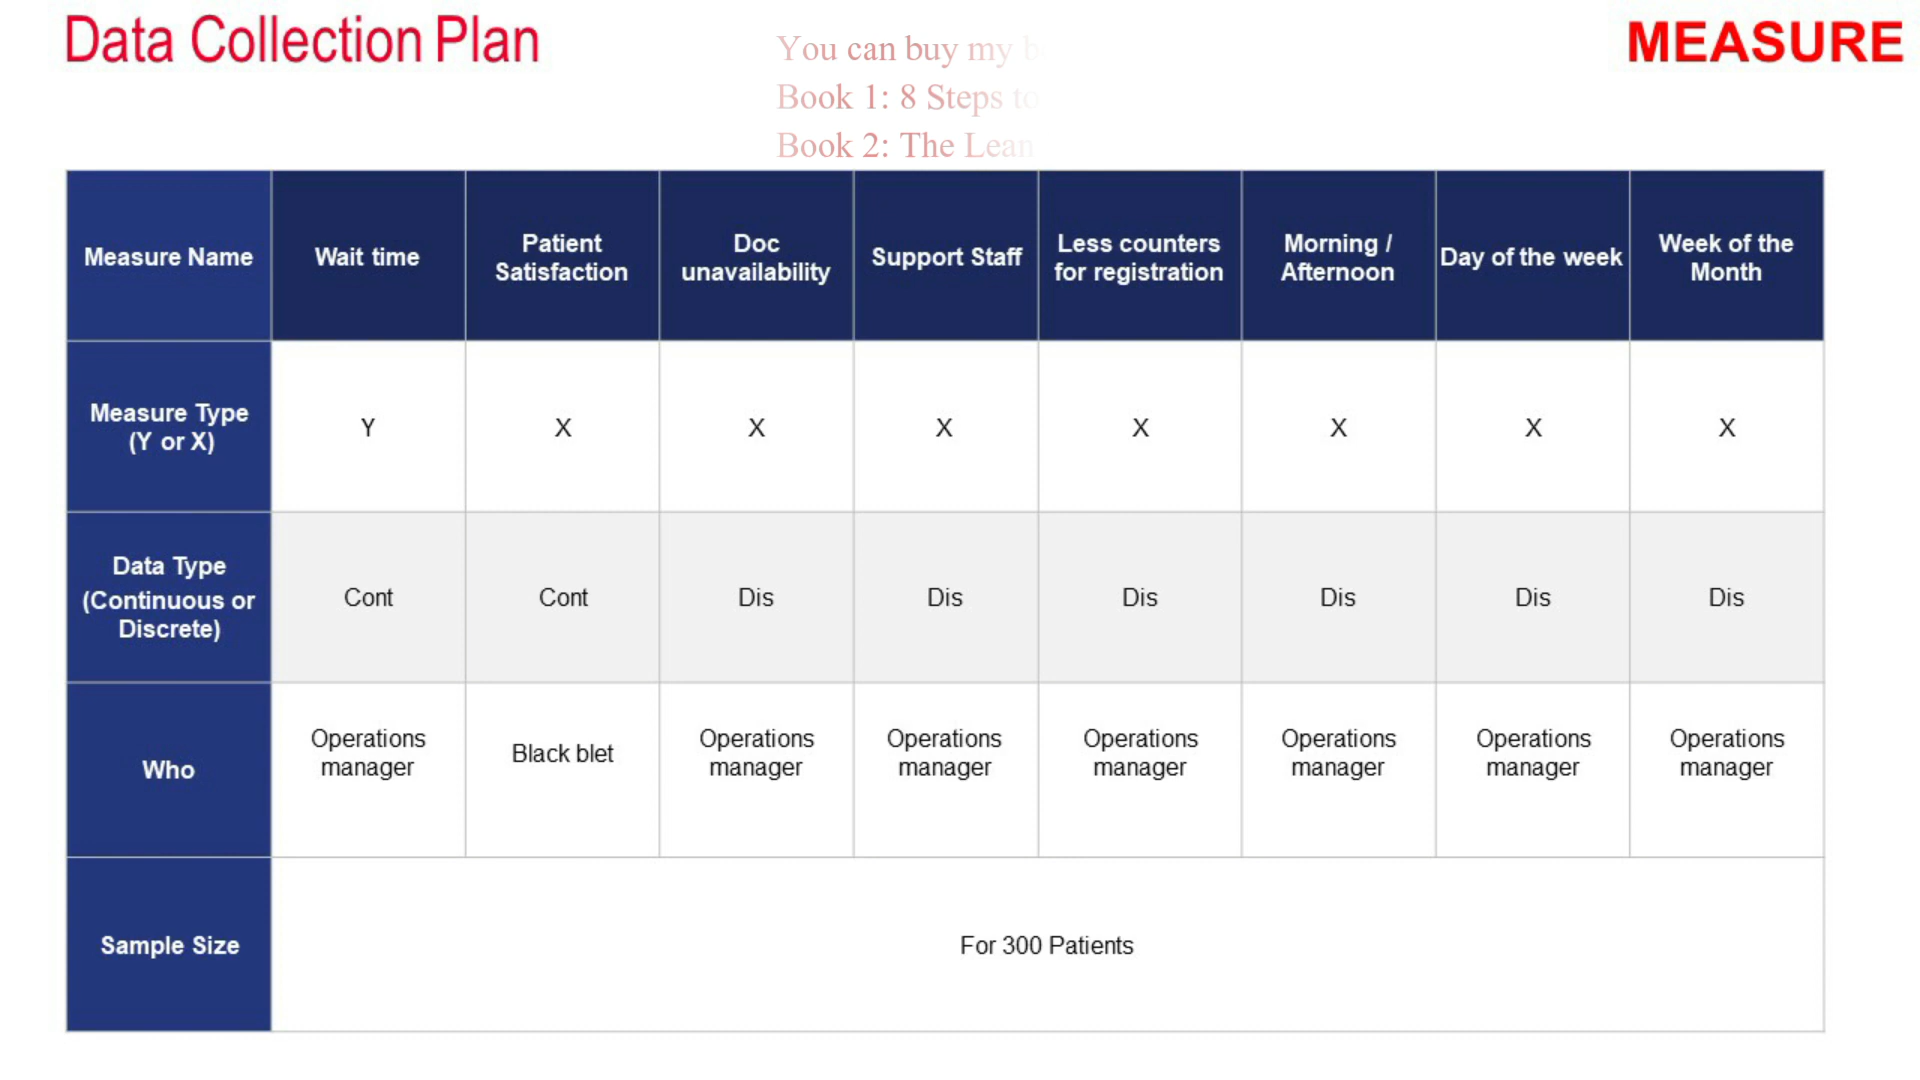 Data Collection Plan
MEASURE
You can buy my
Book 1: 8 Steps to
Book 2: The Lean
Measure Name
Wait time
Patient
Satisfaction
Doc
unavailability
Support Staff
Less counters
for registration
Morning /
Afternoon
Day of the week
Week of the
Month
Measure Type
(Y or X)
Y
X
X
X
X
X
X
X
Data Type
(Continuous or
Discrete)
Cont
Cont
Dis
Dis
Dis
Dis
Dis
Dis
Who
Operations
manager
Black blet
Operations
manager
Operations
manager
Operations
manager
Operations
manager
Operations
manager
Operations
manager
Sample Size
For 300 Patients